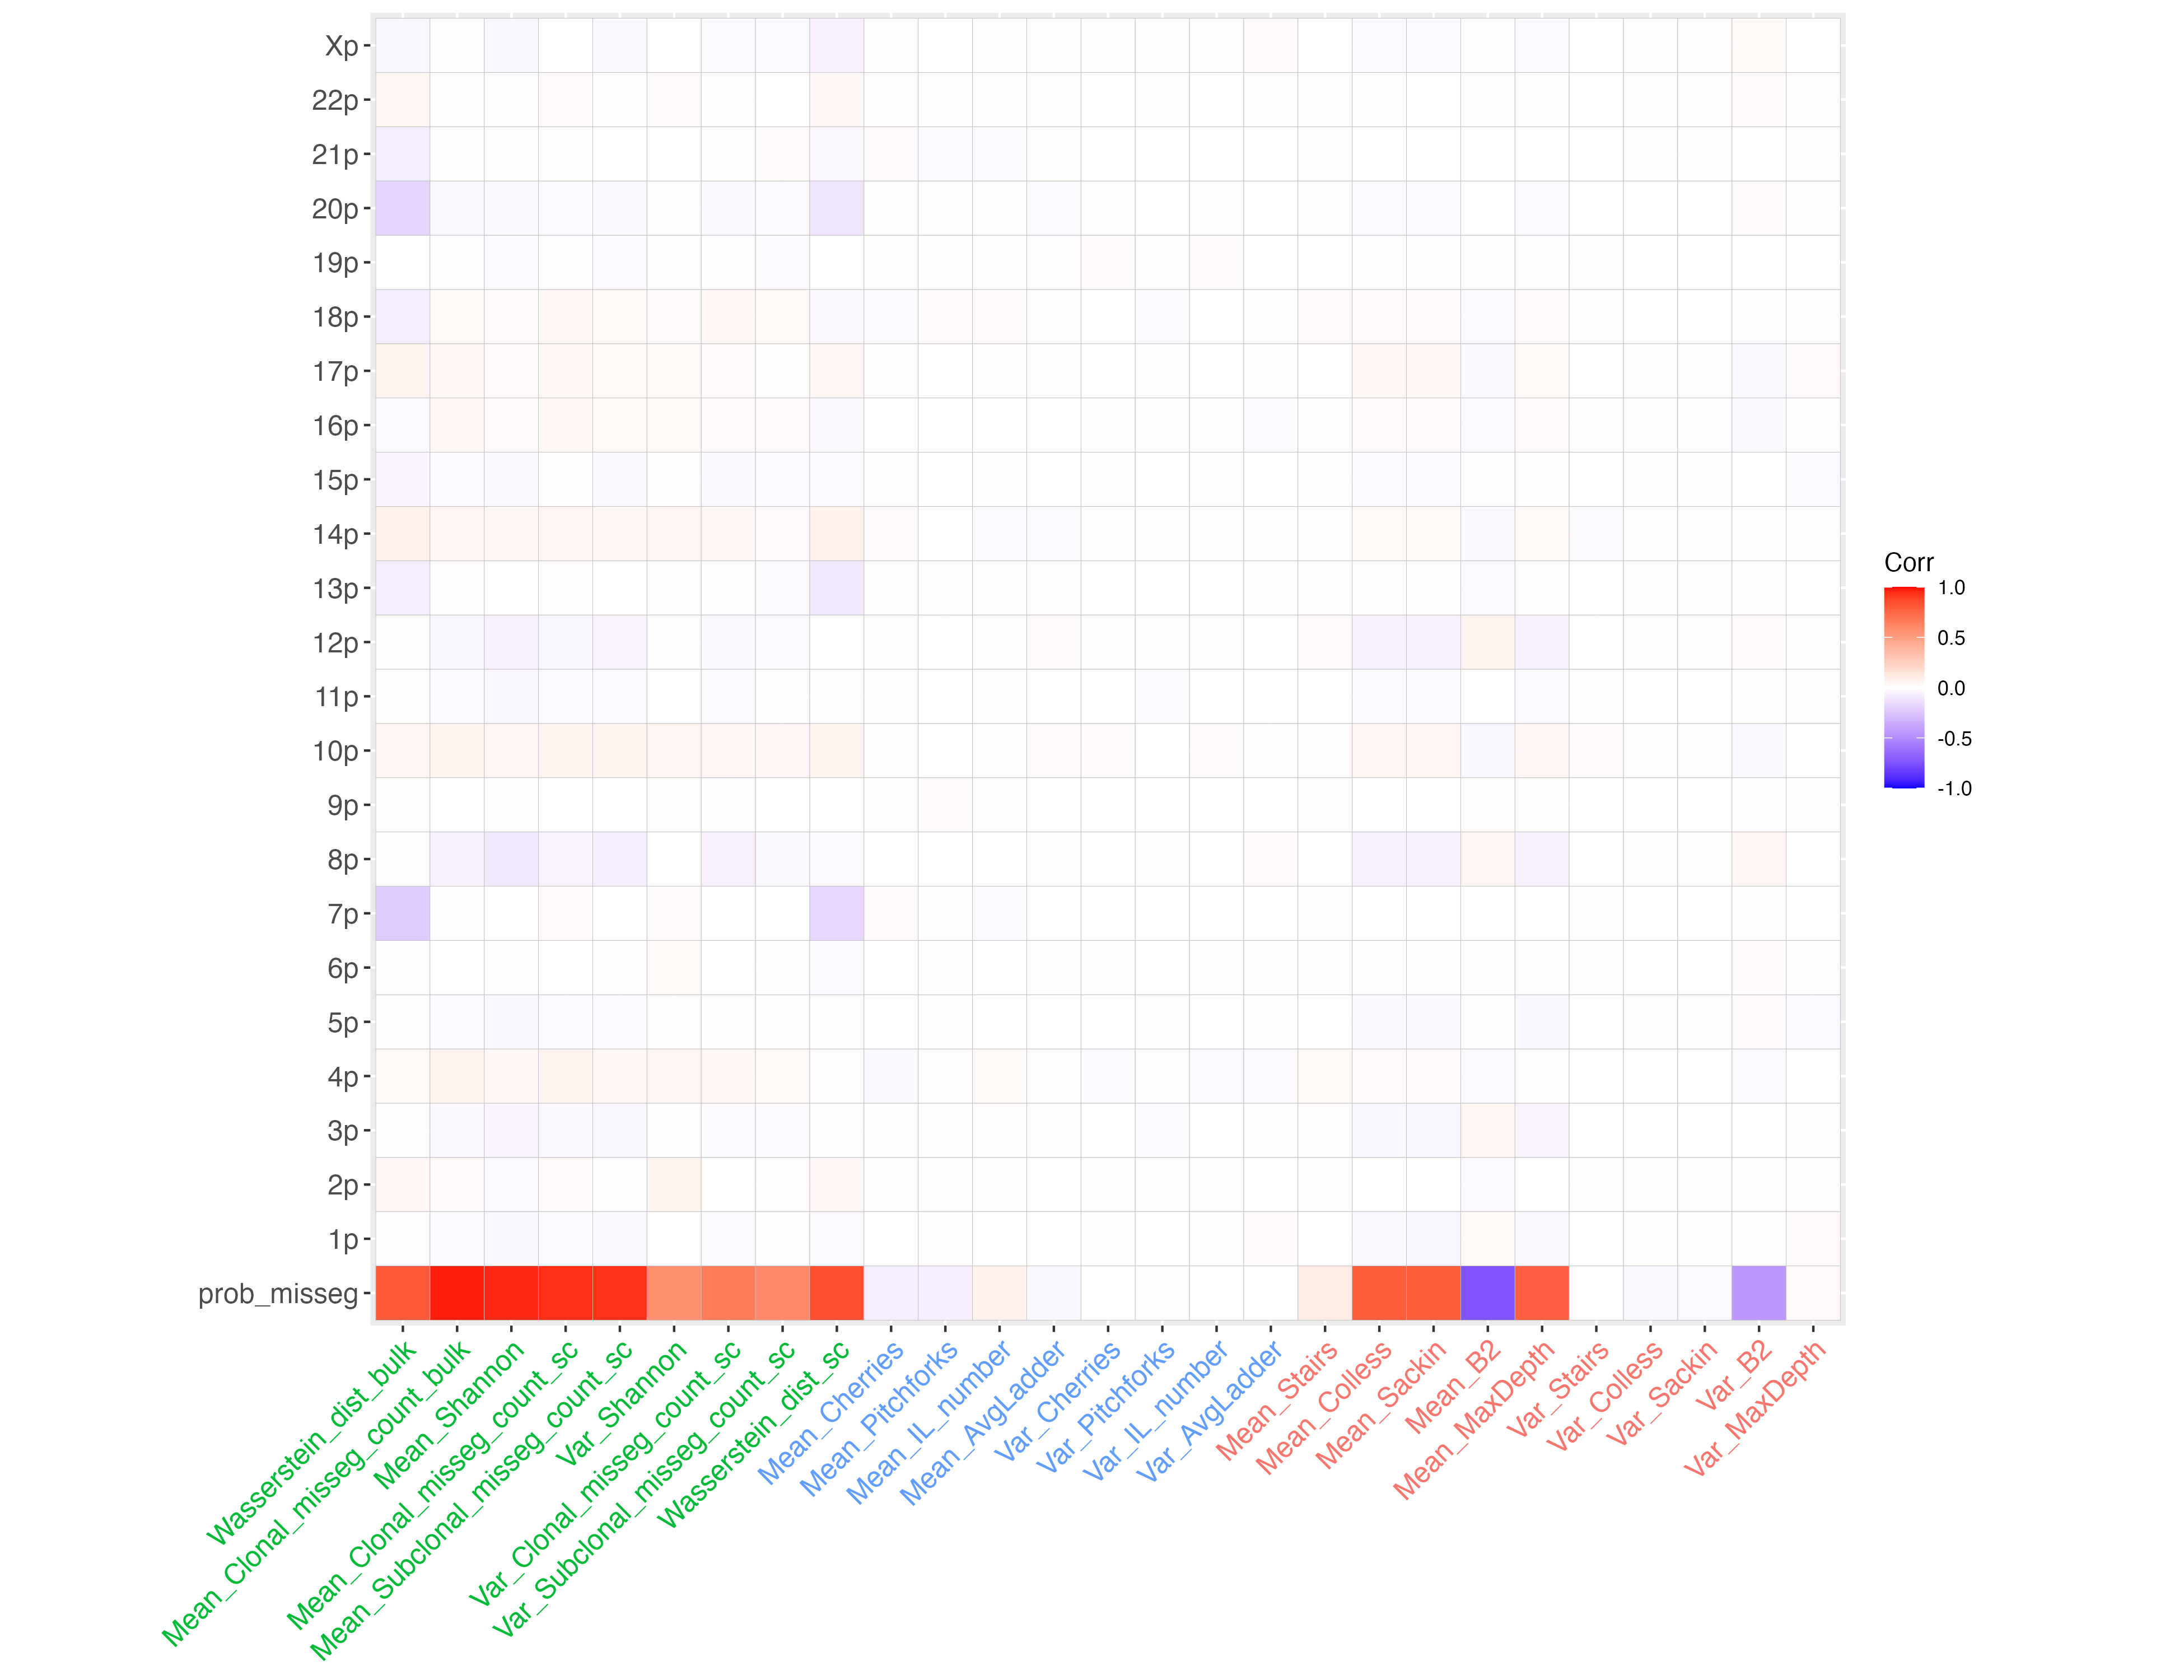 Xp
22p
21p
20p
19p
18p
17p
16p
15p
14p
13p
12p
11p
10p
9p
8p
7p
6p
5p
4p
3p
2p
1p
prob_misseg
Wasserstein_dist_bulk
Mean_Clonal_misseg_count_bulk
Mean_Shannon
Mean_Clonal_misseg_count_sc
Mean_Subclonal_misseg_count_sc
Var_Shannon
Var_Clonal_misseg_count_sc
Var_Subclonal_misseg_count_sc
Wasserstein_dist_sc
Mean_Cherries
Mean_Pitchforks
Mean_IL_number
Mean_AvgLadder
Var_Cherries
Var_Pitchforks
Var_IL_number
Var_AvgLadder
Mean_Stairs
Mean_Colless
Mean_Sackin
Mean_B2
Mean_MaxDepth
Var_Stairs
Var_Colless
Var_Sackin
Var_B2
Var_MaxDepth
Corr
1.0
0.5
0.0
-0.5
-1.0